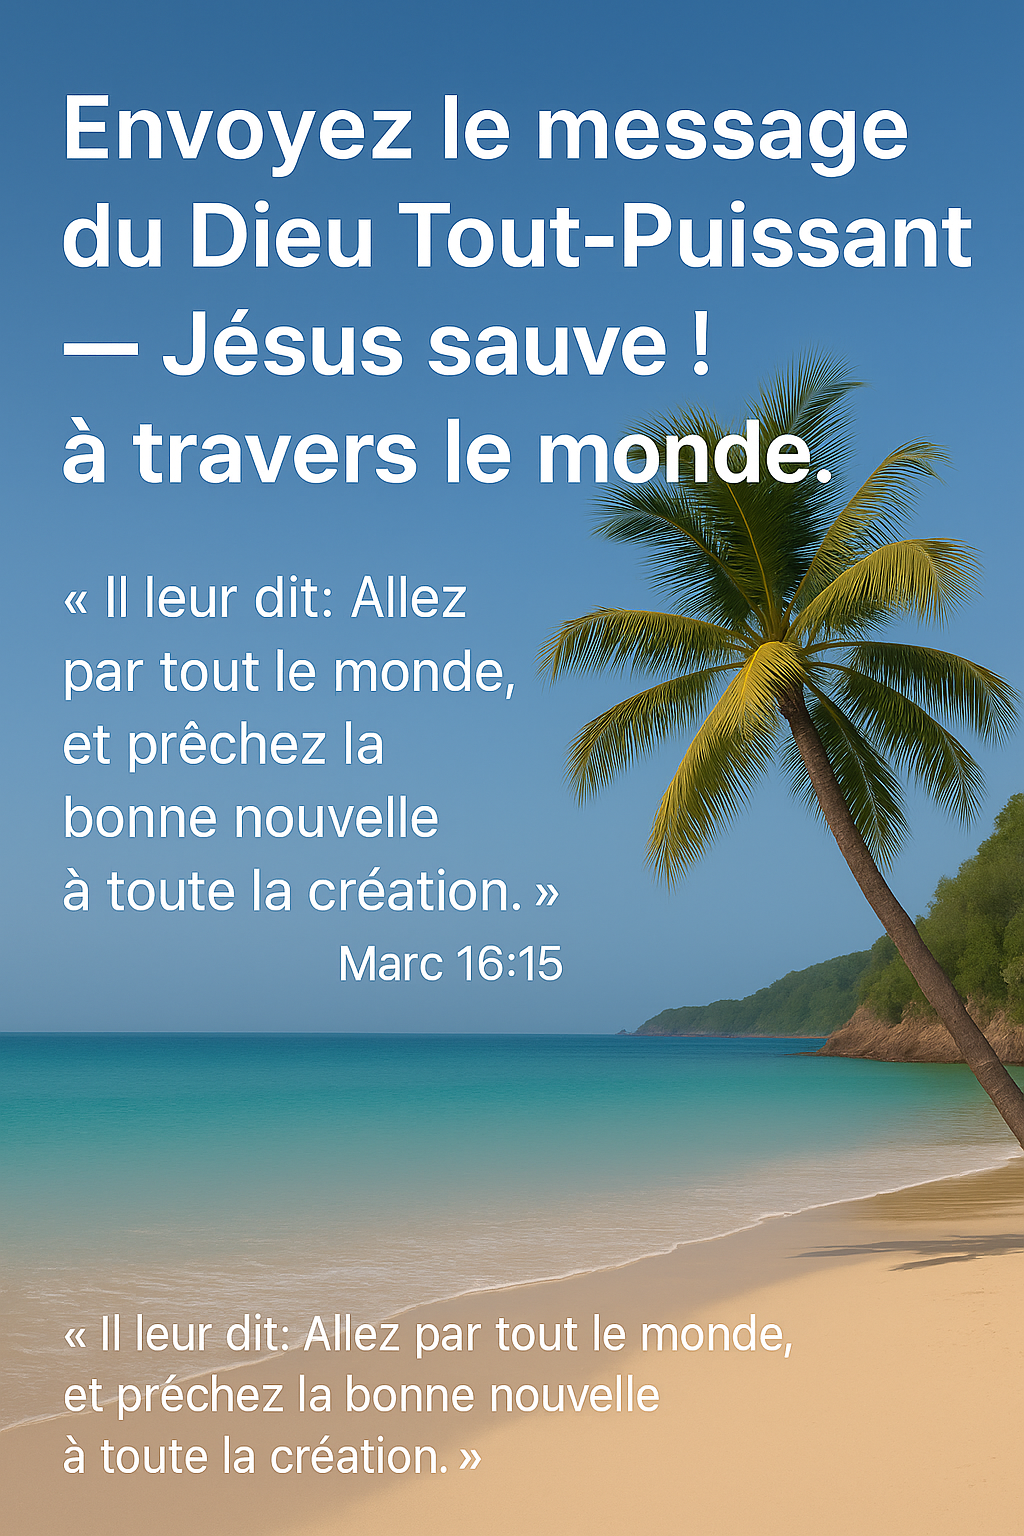 Envoyez le message
du Dieu Tout-Puissant
— Jésus sauve !
à travers le monde.
« Il leur dit: Allez
par tout le monde,
et prêchez la
bonne nouvelle
à toute la création. »
Marc 16:15
« Il leur dit: Allez par tout le monde,
et préchez la bonne nouvelle
à toute la création. »